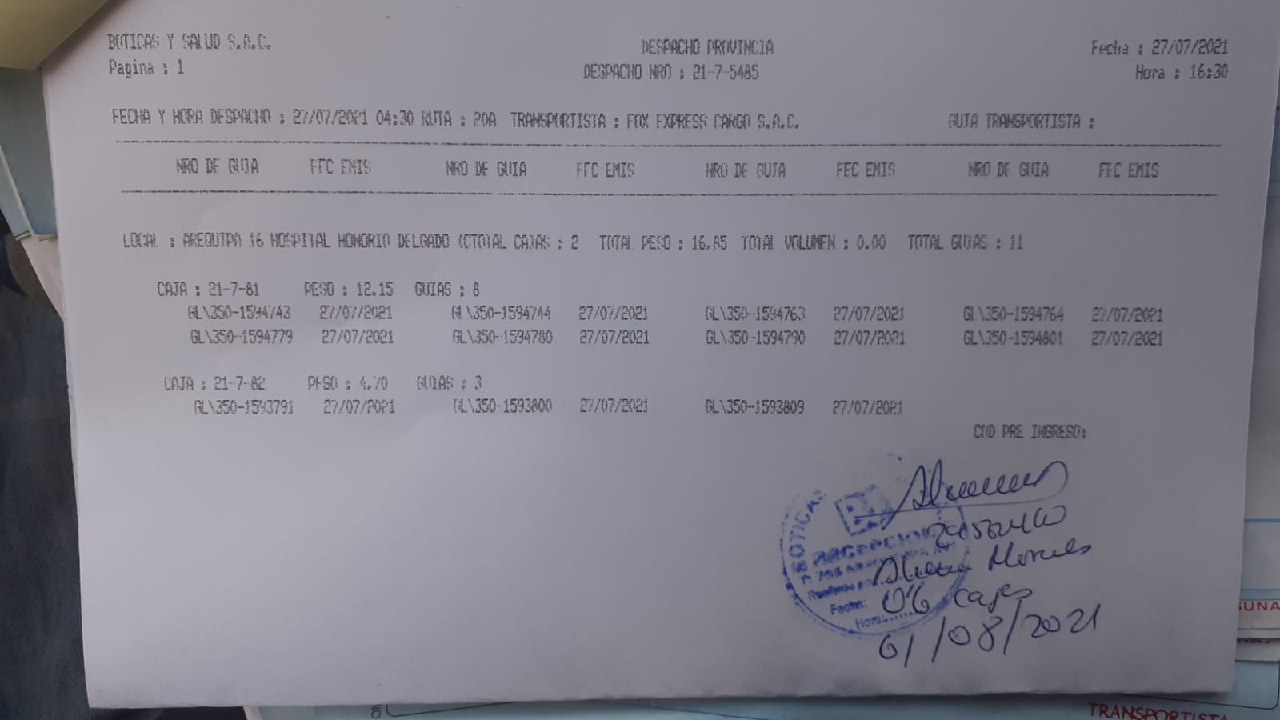 BOTICAS Y SALUD S.A.C. DESPACHO PROVINCIA Fecha : 27/07/2021
Pagina : 1 DESPACHO NRO : 21-7-5485 Hora : 16:30
FECHA Y HORA DESPACHO : 27/07/2021 04:30 RUTA : POA TRANSPORTISTA : FOX EXPRESS CARGO S.A.C. GUIA TRANSPORTISTA :
NRO DE GUIA FEC EMIS NRO DE GUIA FEC EMIS NRO DE GUIA FEC EMIS NRO DE GUIA FEC EMIS
LOCAL : AREQUIPA 16 HOSPITAL HONORIO DELGADO (CTOTAL CAJAS : 2 TOTAL PESO : 16.85 TOTAL VOLUMEN : 0.00 TOTAL GUIAS : 11
CAJA : 21-7-81 PESO : 12.15 GUIAS : 8
GL\350-1594743 27/07/2021 GL\350-1594744 27/07/2021 GL\350-1594763 27/07/2021 GL\350-1594764 27/07/2021
GL\350-1594779 27/07/2021 GL\350-1594780 27/07/2021 GL\350-1594790 27/07/2021 GL\350-1594801 27/07/2021
CAJA : 21-7-82 PESO : 4.70 GUIAS : 3
GL\350-1593791 27/07/2021 GL\350-1593800 27/07/2021 GL\350-1593809 27/07/2021
COD PRE INGRESO:
BOTICAS
RECEPCION
Fecha:
Hora:
Morales
06 cajas
01/08/2021
SUNA
TRANSPORTISTA